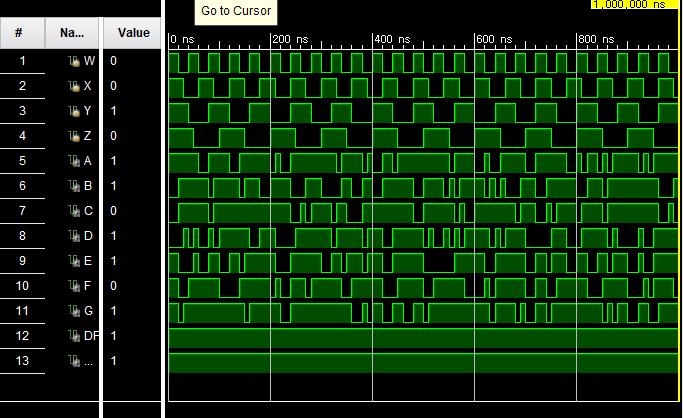 Go to Cursor
1,000,000 ns
# Na... Value
0 ns 200 ns 400 ns 600 ns 800 ns
1 W 0
2 X 0
3 Y 1
4 Z 0
5 A 1
6 B 1
7 C 0
8 D 1
9 E 1
10 F 0
11 G 1
12 DF 1
13 ... 1